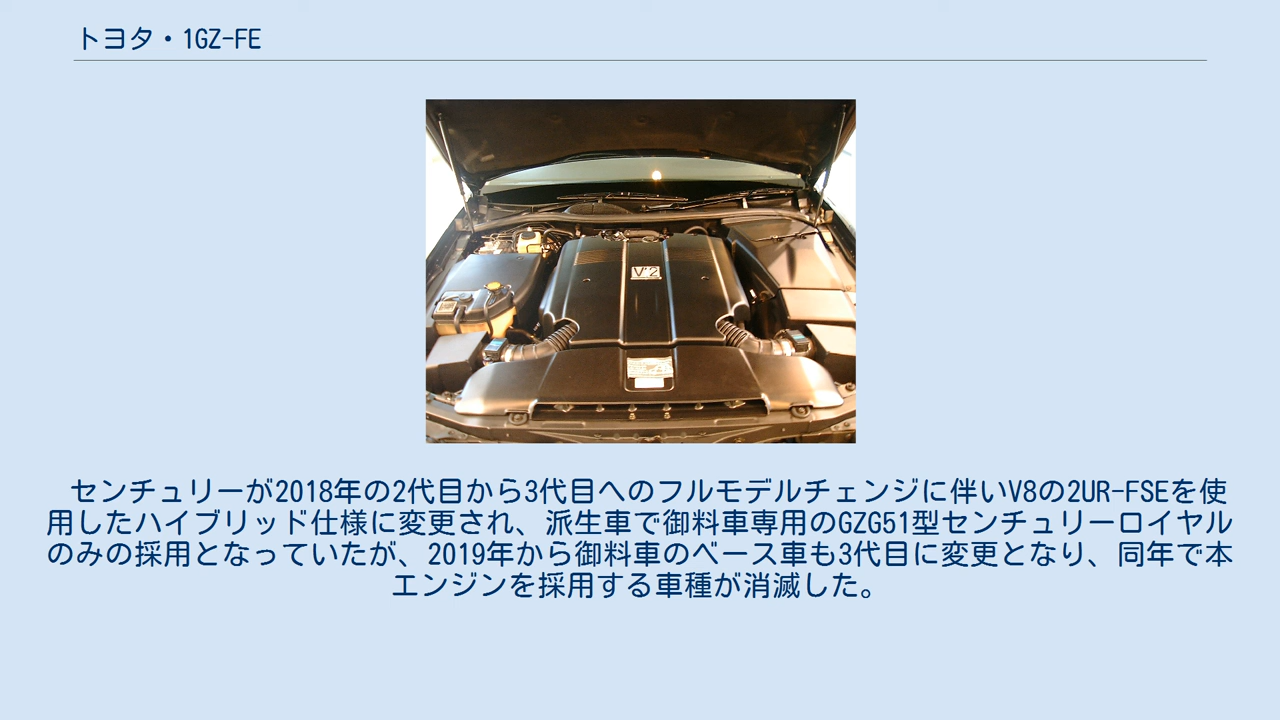 トヨタ・1GZ-FE
V12
センチュリーが2018年の2代目から3代目へのフルモデルチェンジに伴いV8の2UR-FSEを使
用したハイブリッド仕様に変更され、派生車で御料車専用のGZG51型センチュリーロイヤル
のみの採用となっていたが、2019年から御料車のベース車も3代目に変更となり、同年で本
エンジンを採用する車種が消滅した。